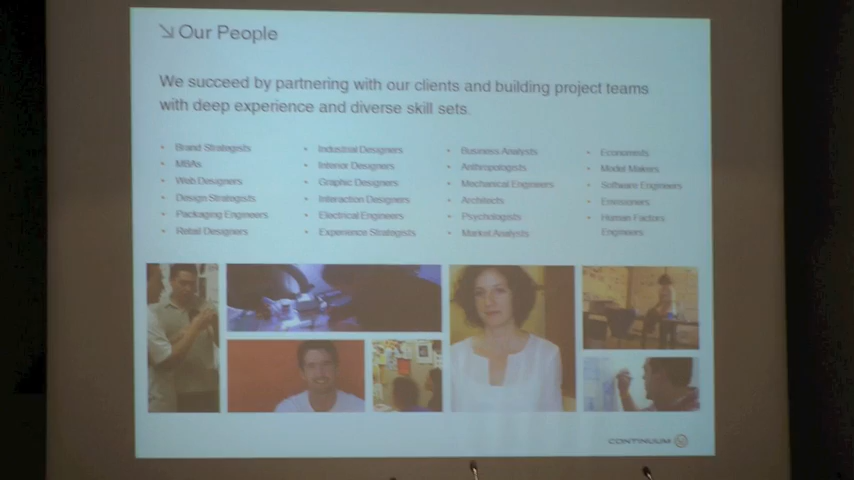 Our People
We succeed by partnering with our clients and building project teams
with deep experience and diverse skill sets.
• Brand Strategists
• MBAs
• Web Designers
• Design Strategists
• Packaging Engineers
• Retail Designers
• Industrial Designers
• Interior Designers
• Graphic Designers
• Interaction Designers
• Electrical Engineers
• Experience Strategists
• Business Analysts
• Anthropologists
• Mechanical Engineers
• Architects
• Psychologists
• Market Analysts
• Economists
• Model Makers
• Software Engineers
• Envisioners
• Human Factors
Engineers
CONTINUUM